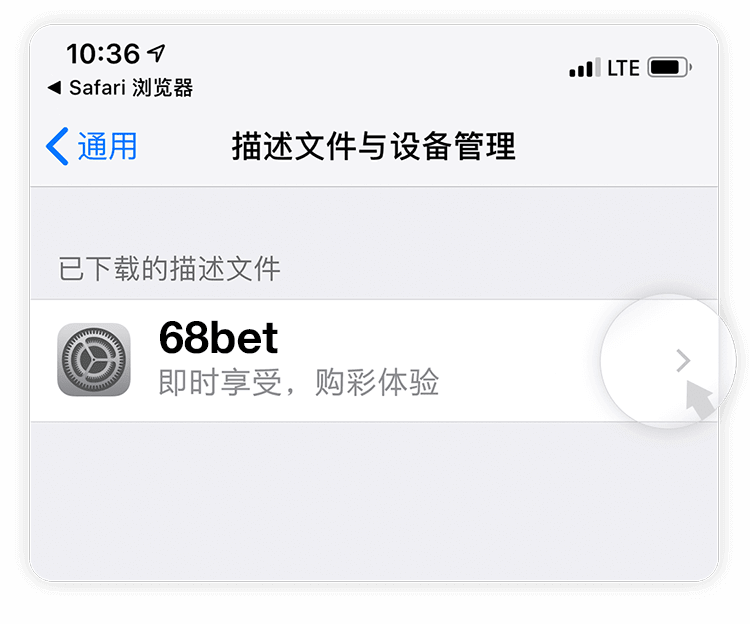 10:36
LTE
◀ Safari 浏览器
通用
描述文件与设备管理
已下载的描述文件
68bet
即时享受，购彩体验